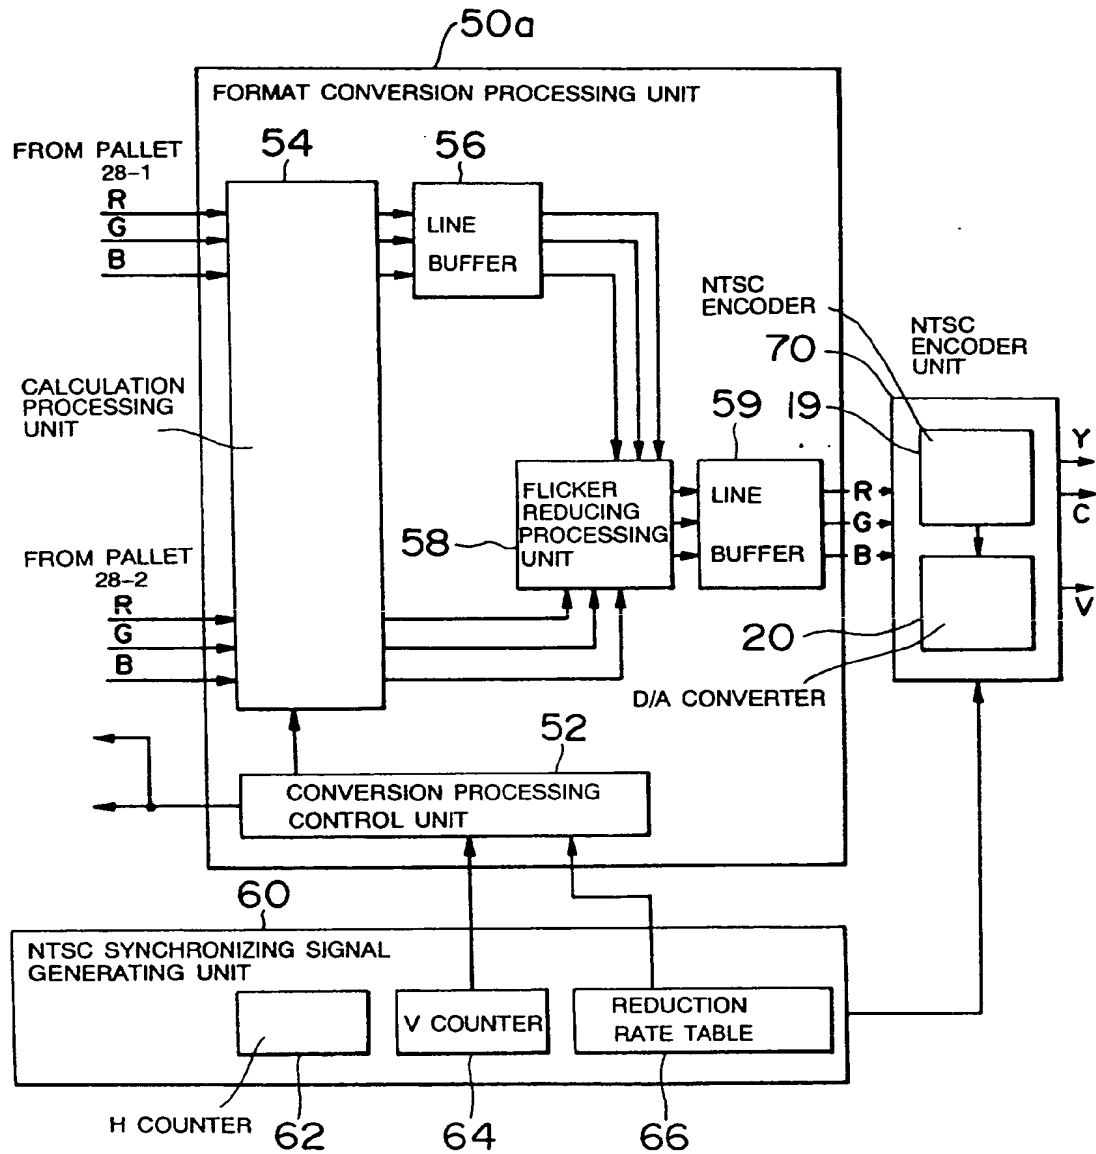 50a
FORMAT CONVERSION PROCESSING UNIT
FROM PALLET
28-1
R
G
B
54
56
LINE
BUFFER
CALCULATION
PROCESSING
UNIT
NTSC
ENCODER
NTSC
ENCODER
UNIT
70
19
59
FLICKER
REDUCING
PROCESSING
UNIT
58
LINE
BUFFER
R
G
B
Y
C
V
FROM PALLET
28-2
R
G
B
20
D/A CONVERTER
52
CONVERSION PROCESSING
CONTROL UNIT
60
NTSC SYNCHRONIZING SIGNAL
GENERATING UNIT
V COUNTER
REDUCTION
RATE TABLE
H COUNTER
62
64
66